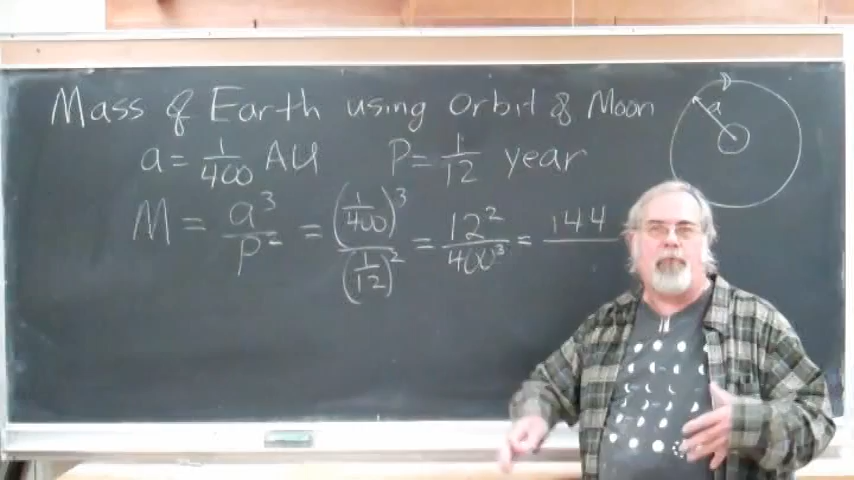 Mass of Earth using Orbit of Moon
a = 1/400 AU P = 1/12 year
M = a³/P² = (1/400)³/(1/12)² = 12²/400³ = 144
a